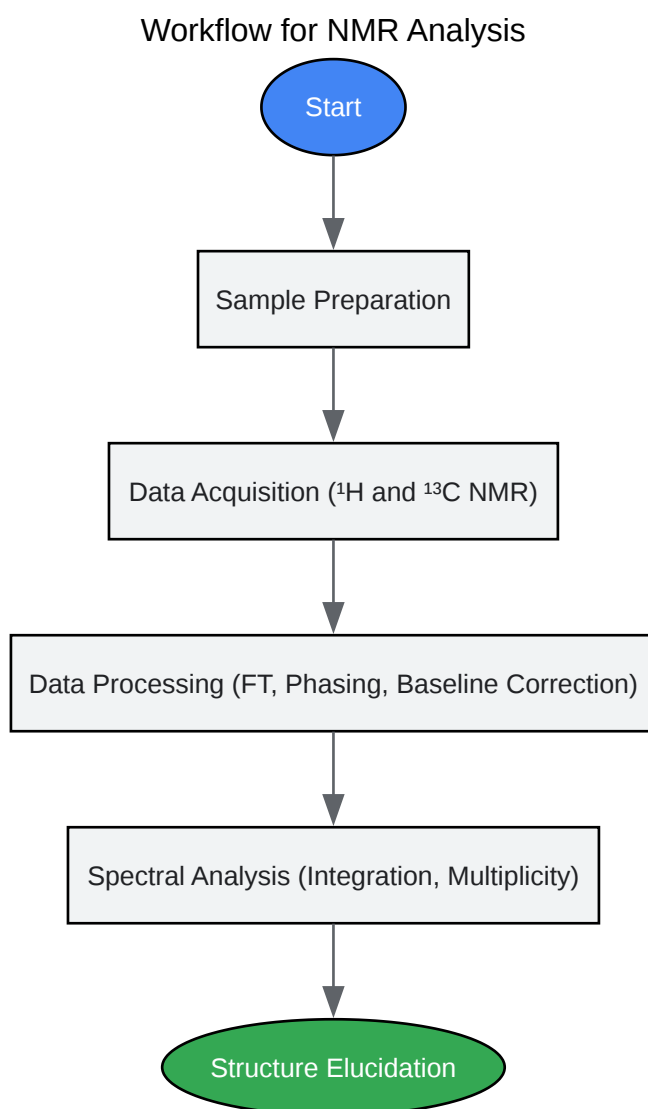 Workflow for NMR Analysis
Start
Sample Preparation
Data Acquisition (¹H and ¹³C NMR)
Data Processing (FT, Phasing, Baseline Correction)
Spectral Analysis (Integration, Multiplicity)
Structure Elucidation